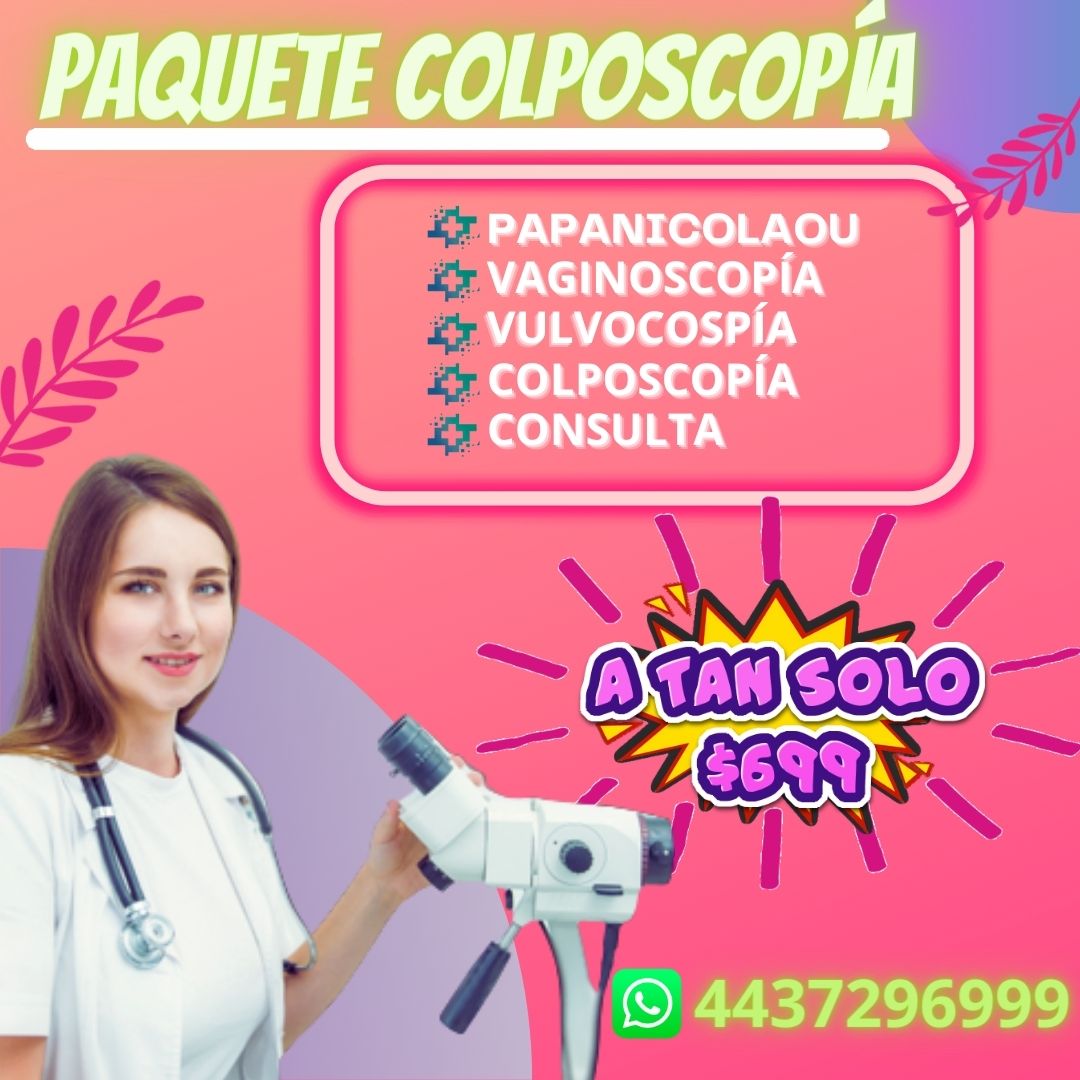 PAQUETE COLPOSCOPÍA
PAPANICOLAOU
VAGINOSCOPÍA
VULVOCOSPÍA
COLPOSCOPÍA
CONSULTA
A TAN SOLO
$699
4437296999